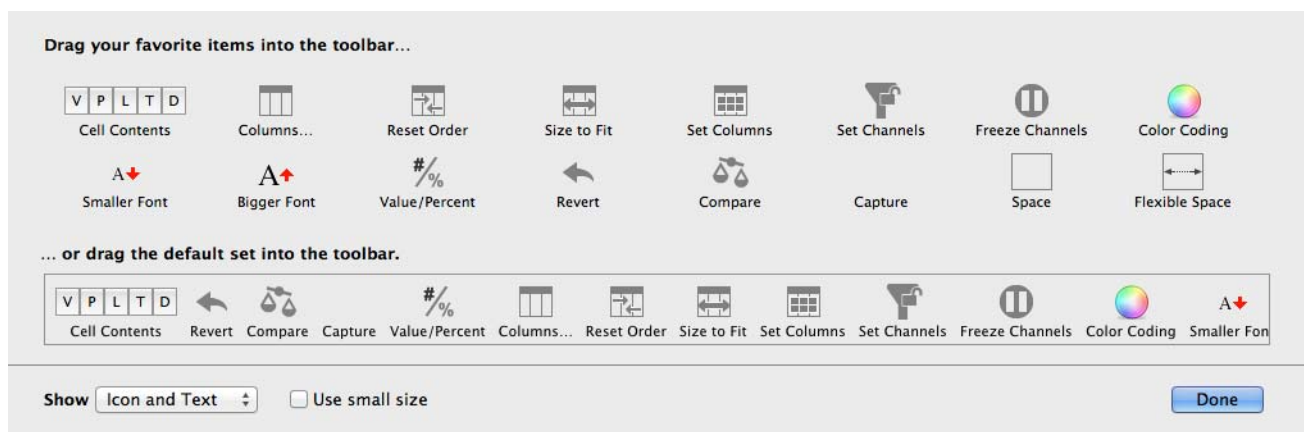 Drag your favorite items into the toolbar...
V P L T D
Cell Contents Columns... Reset Order Size to Fit Set Columns Set Channels Freeze Channels Color Coding
A A #/%
Smaller Font Bigger Font Value/Percent Revert Compare Capture Space Flexible Space
... or drag the default set into the toolbar.
V P L T D #/% A
Cell Contents Revert Compare Capture Value/Percent Columns... Reset Order Size to Fit Set Columns Set Channels Freeze Channels Color Coding Smaller Fon
Show Icon and Text Use small size Done